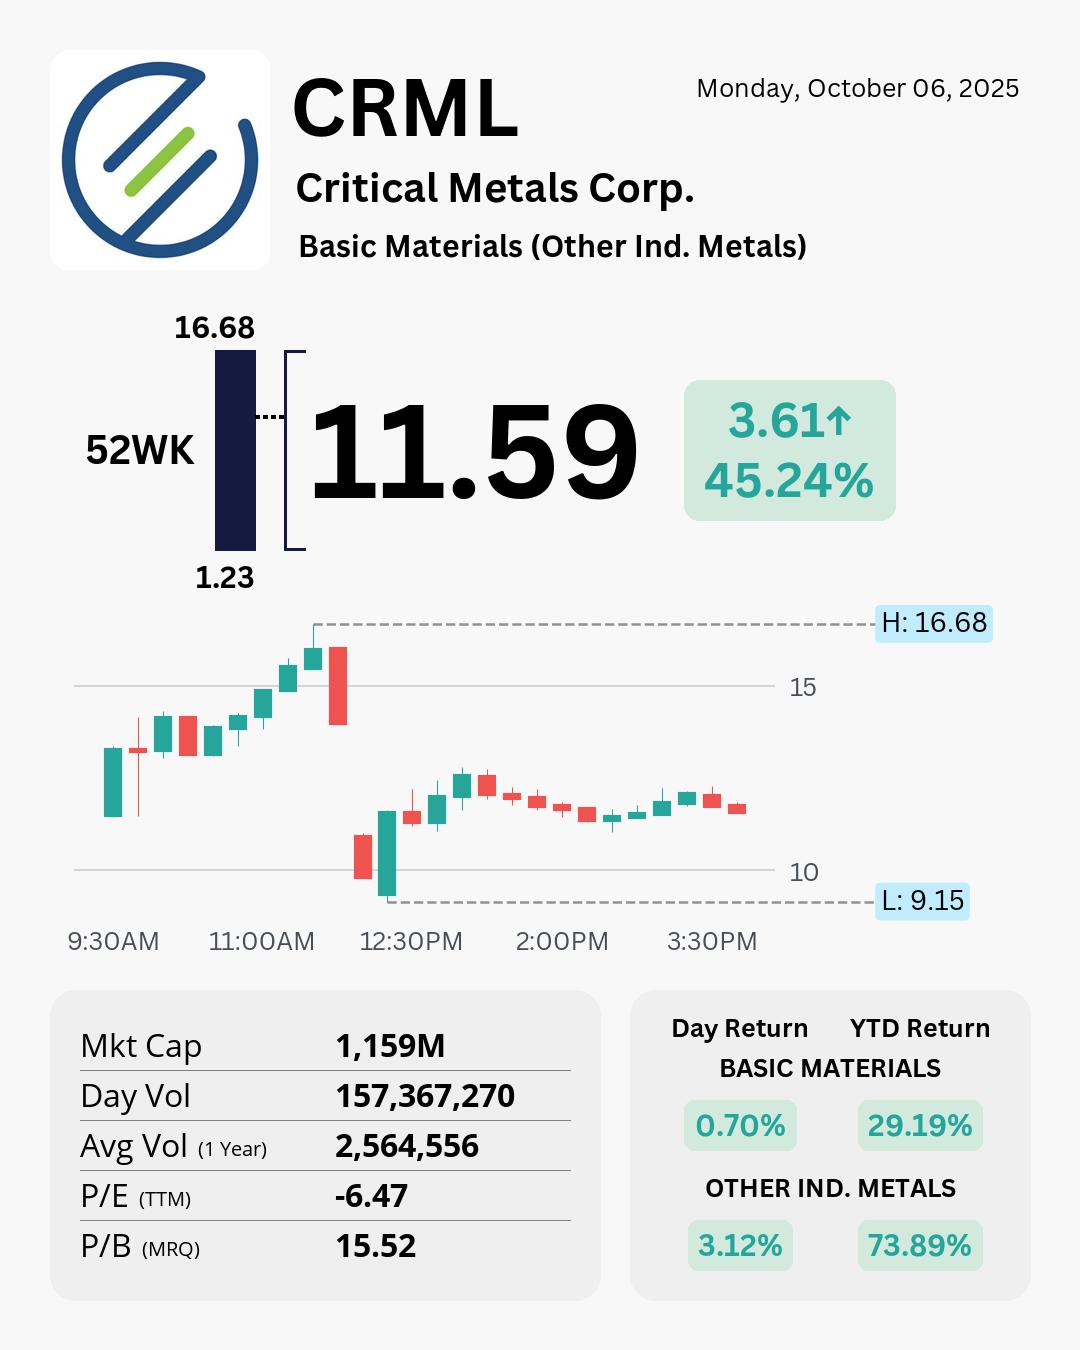 CRML
Monday, October 06, 2025
Critical Metals Corp.
Basic Materials (Other Ind. Metals)
16.68
52WK
1.23
11.59
3.61↑
45.24%
H: 16.68
15
10
L: 9.15
9:30AM 11:00AM 12:30PM 2:00PM 3:30PM
Mkt Cap 1,159M
Day Vol 157,367,270
Avg Vol (1 Year) 2,564,556
P/E (TTM) -6.47
P/B (MRQ) 15.52
Day Return YTD Return
BASIC MATERIALS
0.70% 29.19%
OTHER IND. METALS
3.12% 73.89%